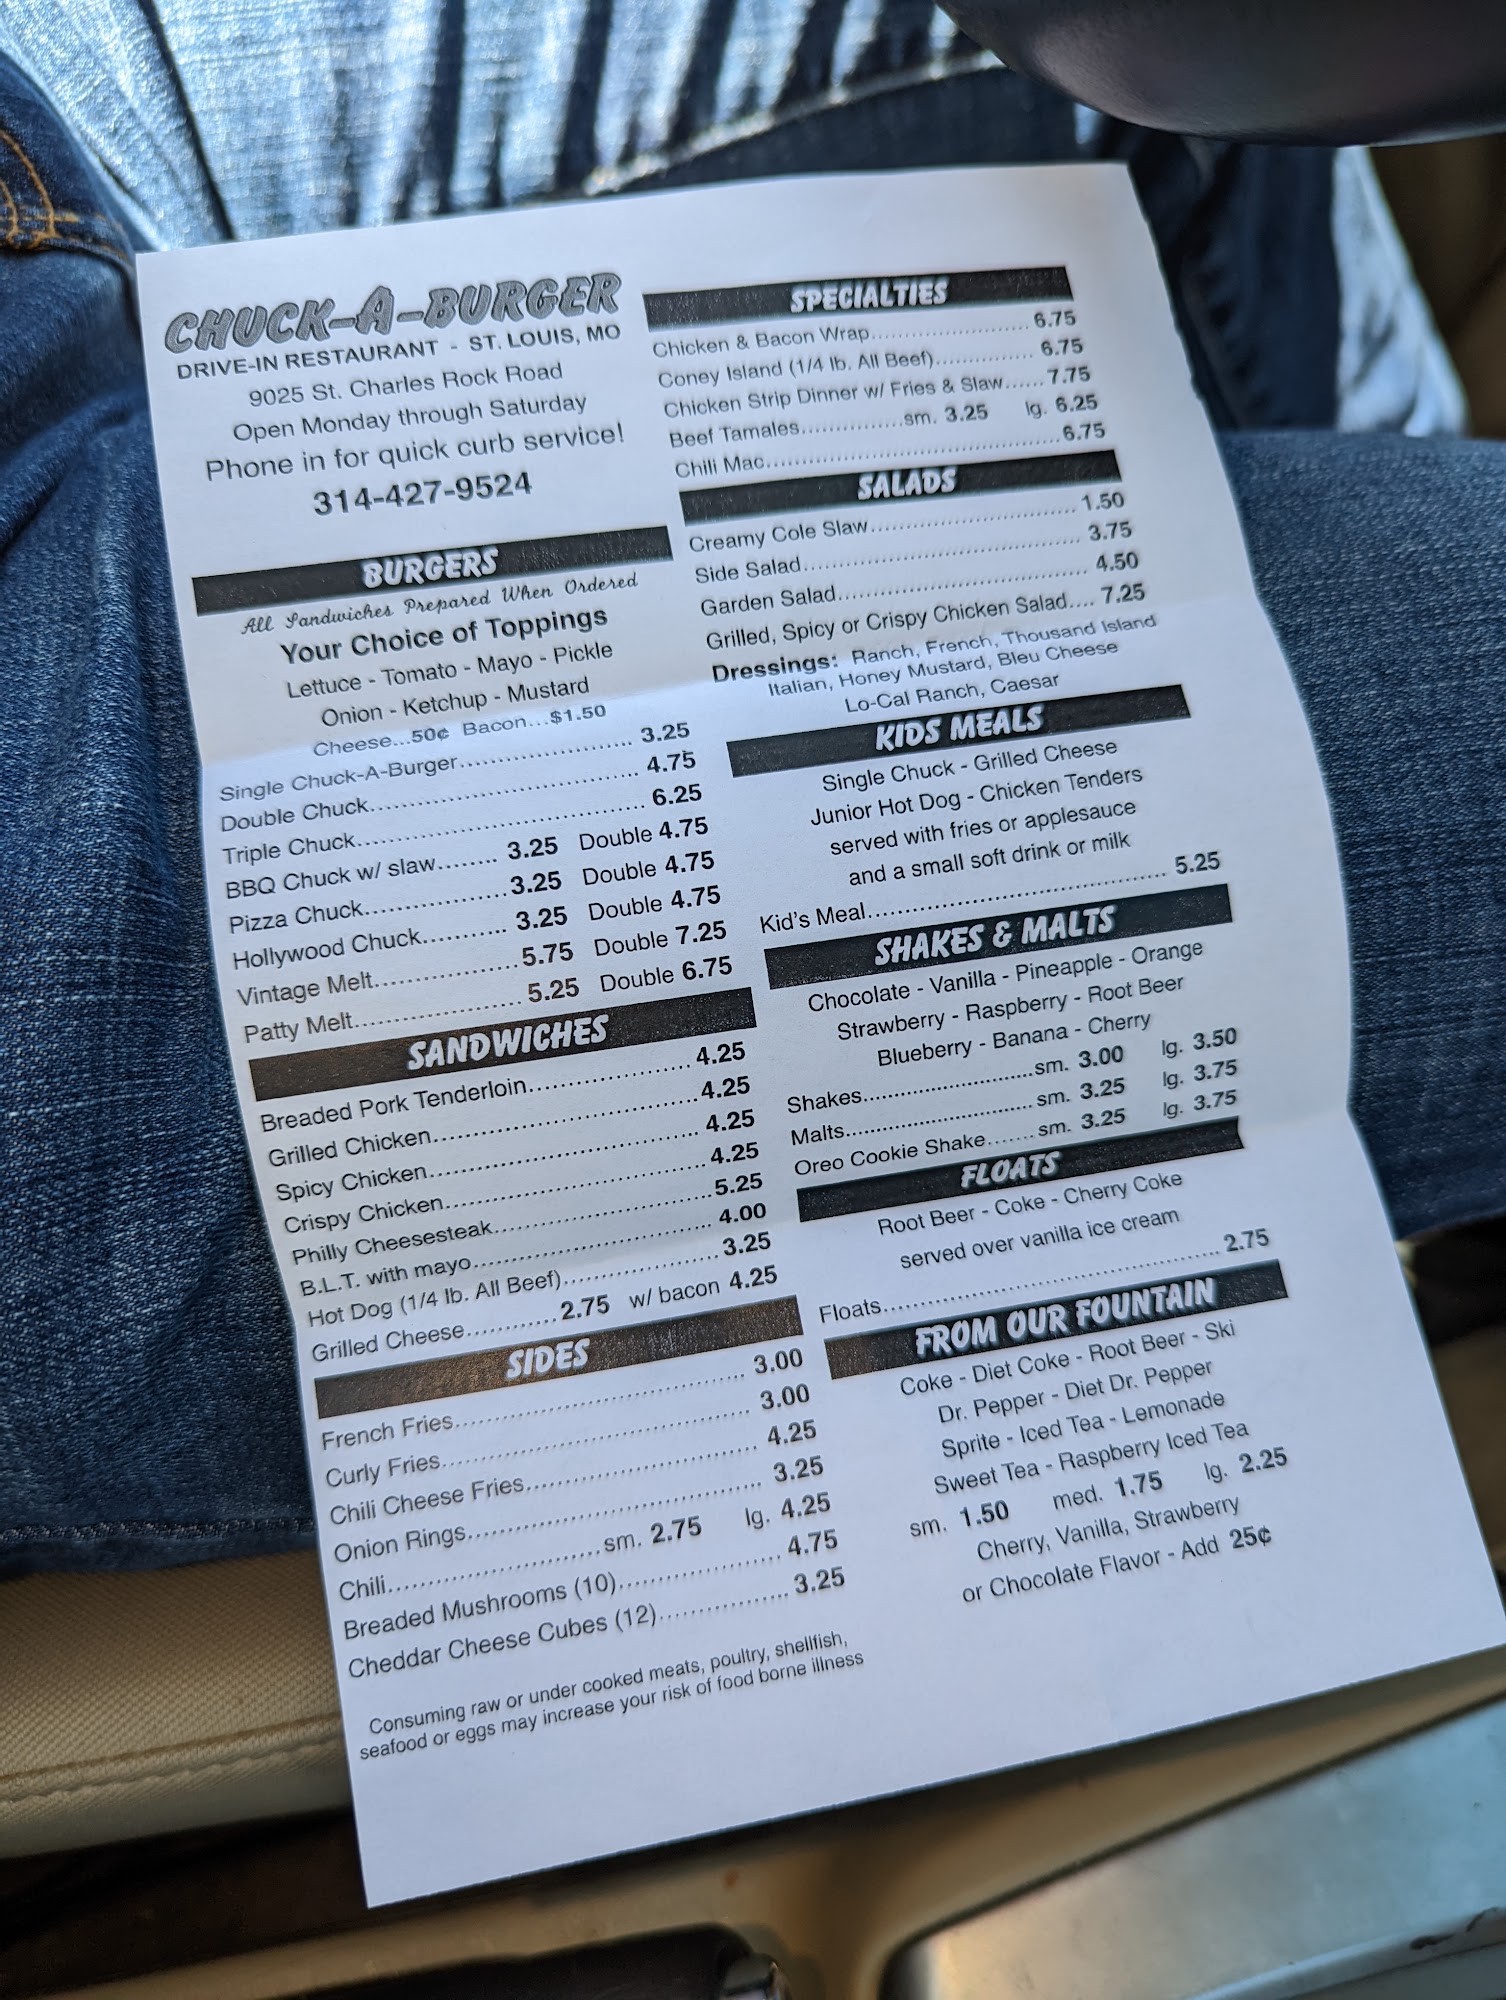 CHUCK-A-BURGER
DRIVE-IN RESTAURANT - ST. LOUIS, MO
9025 St. Charles Rock Road
Open Monday through Saturday
Phone in for quick curb service!
314-427-9524
BURGERS
All Sandwiches Prepared When Ordered
Your Choice of Toppings
Lettuce - Tomato - Mayo - Pickle
Onion - Ketchup - Mustard
Cheese...50¢ Bacon...$1.50
Single Chuck-A-Burger 3.25
Double Chuck 4.75
Triple Chuck 6.25
BBQ Chuck w/ slaw 3.25 Double 4.75
Pizza Chuck 3.25 Double 4.75
Hollywood Chuck 3.25 Double 4.75
Vintage Melt 5.75 Double 7.25
Patty Melt 5.25 Double 6.75
SANDWICHES
Breaded Pork Tenderloin 4.25
Grilled Chicken 4.25
Spicy Chicken 4.25
Crispy Chicken 4.25
Philly Cheesesteak 5.25
B.L.T. with mayo 4.00
Hot Dog (1/4 lb. All Beef) 3.25
Grilled Cheese 2.75 w/ bacon 4.25
SIDES
French Fries 3.00
Curly Fries 3.00
Chili Cheese Fries 4.25
Onion Rings 3.25
Chili sm. 2.75 lg. 4.25
Breaded Mushrooms (10) 4.75
Cheddar Cheese Cubes (12) 3.25
Consuming raw or under cooked meats, poultry, shellfish,
seafood or eggs may increase your risk of food borne illness
SPECIALTIES
Chicken & Bacon Wrap 6.75
Coney Island (1/4 lb. All Beef) 6.75
Chicken Strip Dinner w/ Fries & Slaw 7.75
Beef Tamales sm. 3.25 lg. 6.25
Chili Mac 6.75
SALADS
Creamy Cole Slaw 1.50
Side Salad 3.75
Garden Salad 4.50
Grilled, Spicy or Crispy Chicken Salad 7.25
Dressings: Ranch, French, Thousand Island
Italian, Honey Mustard, Bleu Cheese
Lo-Cal Ranch, Caesar
KIDS MEALS
Single Chuck - Grilled Cheese
Junior Hot Dog - Chicken Tenders
served with fries or applesauce
and a small soft drink or milk
Kid's Meal 5.25
SHAKES & MALTS
Chocolate - Vanilla - Pineapple - Orange
Strawberry - Raspberry - Root Beer
Blueberry - Banana - Cherry
Shakes sm. 3.00 lg. 3.50
Malts sm. 3.25 lg. 3.75
Oreo Cookie Shake sm. 3.25 lg. 3.75
FLOATS
Root Beer - Coke - Cherry Coke
served over vanilla ice cream
Floats 2.75
FROM OUR FOUNTAIN
Coke - Diet Coke - Root Beer - Ski
Dr. Pepper - Diet Dr. Pepper
Sprite - Iced Tea - Lemonade
Sweet Tea - Raspberry Iced Tea
sm. 1.50 med. 1.75 lg. 2.25
Cherry, Vanilla, Strawberry
or Chocolate Flavor - Add 25¢